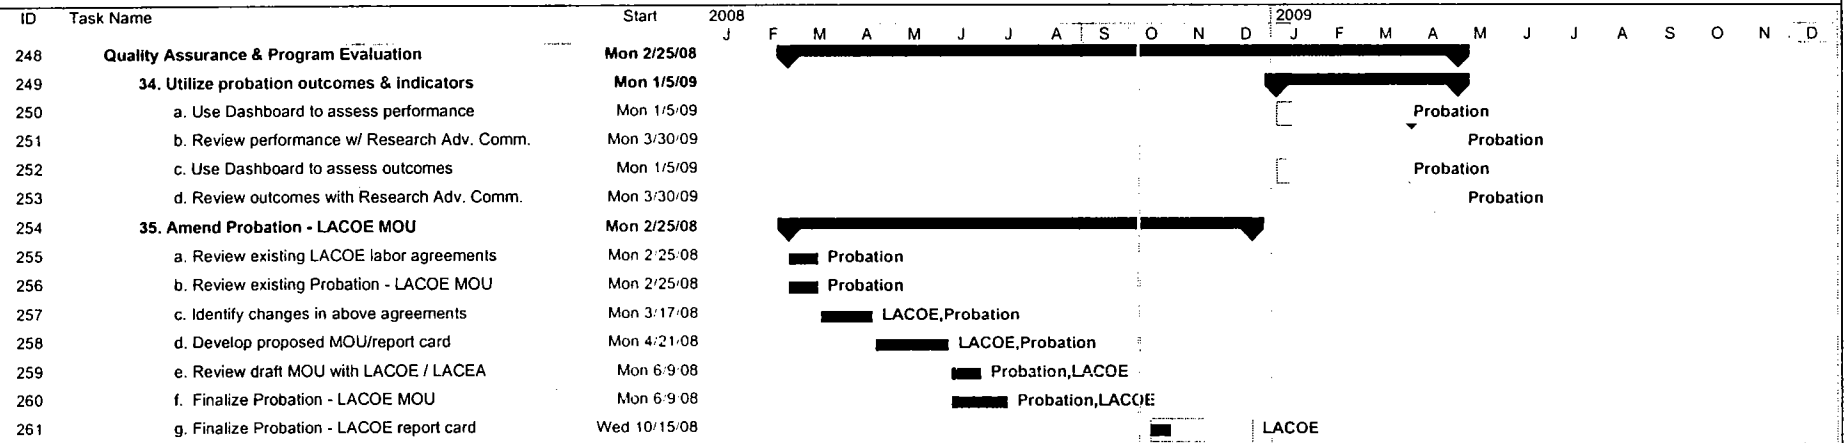 ID Task Name Start 2008 2009
J F M A M J J A S O N D J F M A M J J A S O N D
248 Quality Assurance & Program Evaluation Mon 2/25/08
249 34. Utilize probation outcomes & indicators Mon 1/5/09
250 a. Use Dashboard to assess performance Mon 1/5/09 Probation
251 b. Review performance w/ Research Adv. Comm. Mon 3/30/09 Probation
252 c. Use Dashboard to assess outcomes Mon 1/5/09 Probation
253 d. Review outcomes with Research Adv. Comm. Mon 3/30/09 Probation
254 35. Amend Probation - LACOE MOU Mon 2/25/08
255 a. Review existing LACOE labor agreements Mon 2/25/08 Probation
256 b. Review existing Probation - LACOE MOU Mon 2/25/08 Probation
257 c. Identify changes in above agreements Mon 3/17/08 LACOE,Probation
258 d. Develop proposed MOU/report card Mon 4/21/08 LACOE,Probation
259 e. Review draft MOU with LACOE / LACEA Mon 6/9/08 Probation,LACOE
260 f. Finalize Probation - LACOE MOU Mon 6/9/08 Probation,LACOE
261 g. Finalize Probation - LACOE report card Wed 10/15/08 LACOE